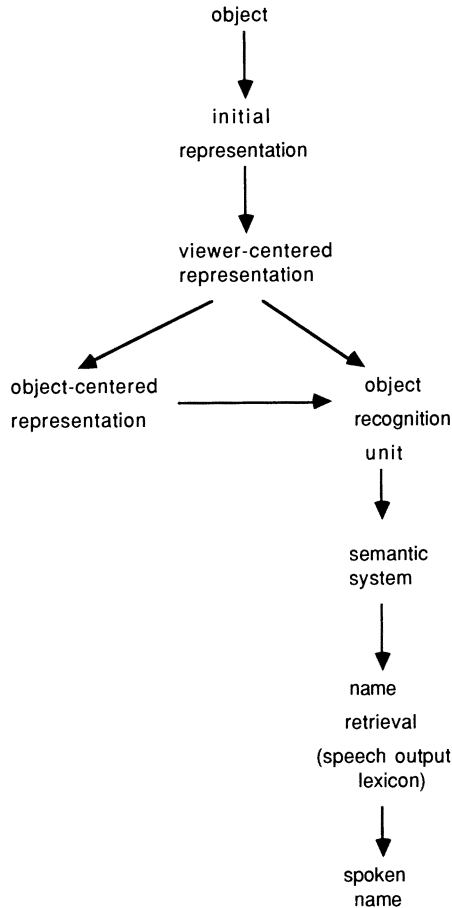 object
initial
representation
viewer-centered
representation
object-centered
representation
object
recognition
unit
semantic
system
name
retrieval
(speech output
lexicon)
spoken
name